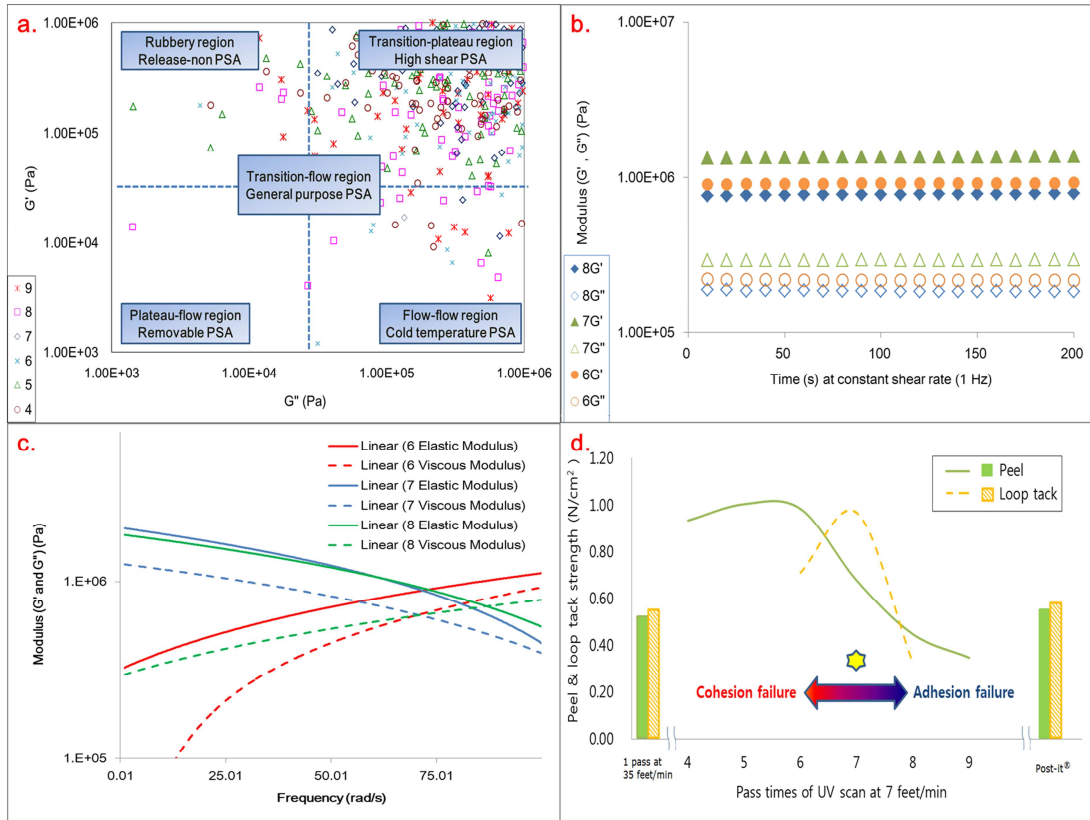 a.
1.00E+06
1.00E+05
1.00E+04
1.00E+03
G' (Pa)
Rubbery region
Release-non PSA
Transition-plateau region
High shear PSA
Transition-flow region
General purpose PSA
Plateau-flow region
Removable PSA
Flow-flow region
Cold temperature PSA
9
8
7
6
5
4
1.00E+03
1.00E+04
1.00E+05
1.00E+06
G" (Pa)
b.
1.00E+07
1.00E+06
1.00E+05
Modulus (G' , G") (Pa)
8G'
8G"
7G'
7G"
6G'
6G"
0
50
100
150
200
Time (s) at constant shear rate (1 Hz)
c.
Linear (6 Elastic Modulus)
Linear (6 Viscous Modulus)
Linear (7 Elastic Modulus)
Linear (7 Viscous Modulus)
Linear (8 Elastic Modulus)
Linear (8 Viscous Modulus)
Modulus (G' and G") (Pa)
1.E+06
1.E+05
0.01
25.01
50.01
75.01
Frequency (rad/s)
d.
Peel & loop tack strength (N/cm²)
1.20
1.00
0.80
0.60
0.40
0.20
0.00
Peel
Loop tack
Cohesion failure
Adhesion failure
1 pass at
35 feet/min
4
5
6
7
8
9
Post-it®
Pass times of UV scan at 7 feet/min